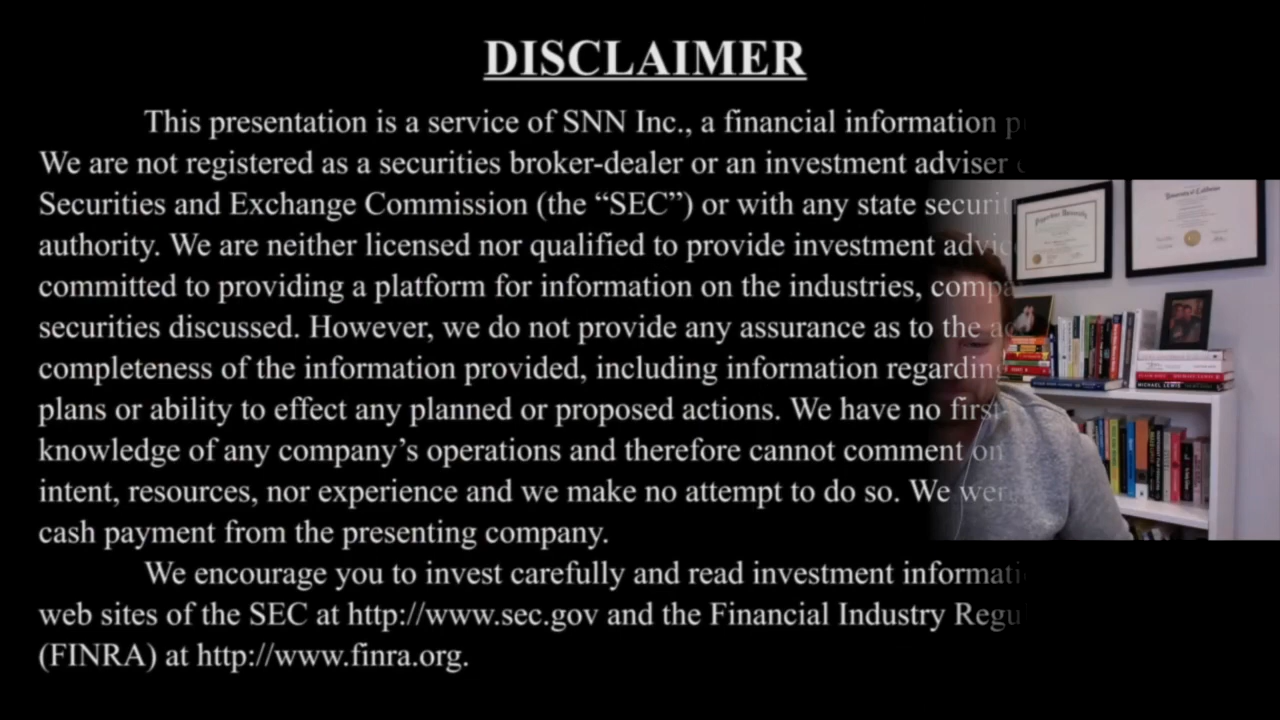 DISCLAIMER
This presentation is a service of SNN Inc., a financial information
We are not registered as a securities broker-dealer or an investment adviser
Securities and Exchange Commission (the “SEC”) or with any state
authority. We are neither licensed nor qualified to provide investment
committed to providing a platform for information on the industries,
securities discussed. However, we do not provide any assurance as to the
completeness of the information provided, including information regarding
plans or ability to effect any planned or proposed actions. We have no
knowledge of any company’s operations and therefore cannot comment on
intent, resources, nor experience and we make no attempt to do so. We
cash payment from the presenting company.
We encourage you to invest carefully and read investment
web sites of the SEC at http://www.sec.gov and the Financial Industry
(FINRA) at http://www.finra.org.
MICHAEL LEWIS